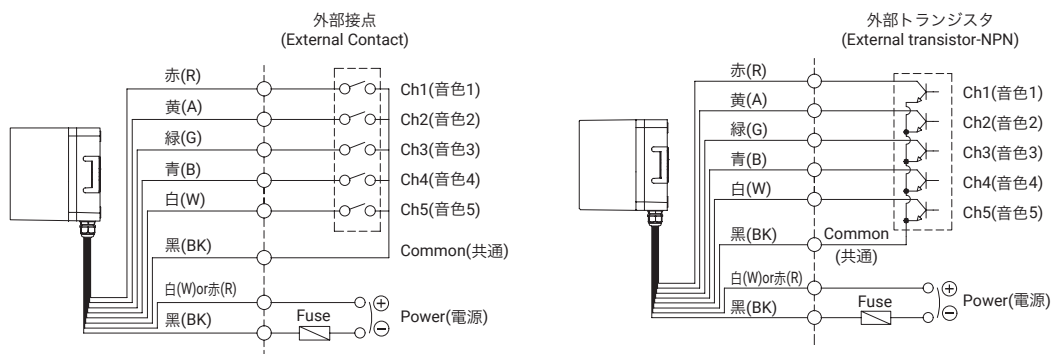 外部接点
(External Contact)
赤(R)
Ch1(音色1)
黄(A)
Ch2(音色2)
緑(G)
Ch3(音色3)
青(B)
Ch4(音色4)
白(W)
Ch5(音色5)
黒(BK)
Common(共通)
白(W)or赤(R)
黒(BK)
Fuse
Power(電源)
外部トランジスタ
(External transistor-NPN)
赤(R)
Ch1(音色1)
黄(A)
Ch2(音色2)
緑(G)
Ch3(音色3)
青(B)
Ch4(音色4)
白(W)
Ch5(音色5)
黒(BK)
Common
(共通)
白(W)or赤(R)
黒(BK)
Fuse
Power(電源)